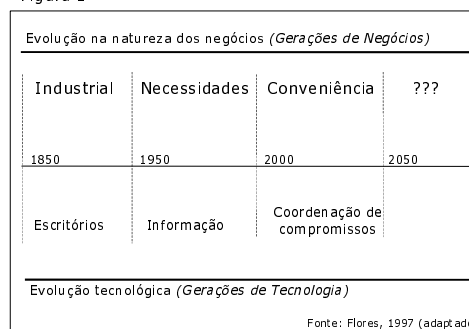 Evolução na natureza dos negócios (Gerações de Negócios)
Industrial Necessidades Conveniência ???
1850 1950 2000 2050
Escritórios Informação Coordenação de
compromissos
Evolução tecnológica (Gerações de Tecnologia)
Fonte: Flores, 1997 (adaptado